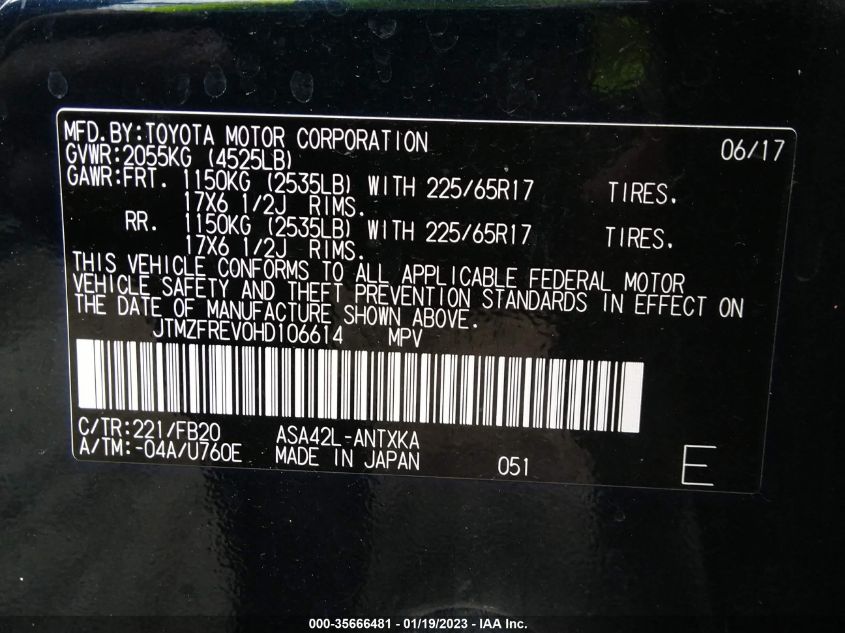 MFD.BY:TOYOTA MOTOR CORPORATION 06/17
GVWR:2055KG (4525LB)
GAWR:FRT. 1150KG (2535LB) WITH 225/65R17 TIRES.
17X6 1/2J RIMS.
RR. 1150KG (2535LB) WITH 225/65R17 TIRES.
17X6 1/2J RIMS.
THIS VEHICLE CONFORMS TO ALL APPLICABLE FEDERAL MOTOR
VEHICLE SAFETY AND THEFT PREVENTION STANDARDS IN EFFECT ON
THE DATE OF MANUFACTURE SHOWN ABOVE.
JTMZFREV0HD106614 MPV
C/TR:221/FB20 ASA42L-ANTXKA
A/TM:-04A/U760E MADE IN JAPAN 051 E
000-35666481 - 01/19/2023 - IAA Inc.